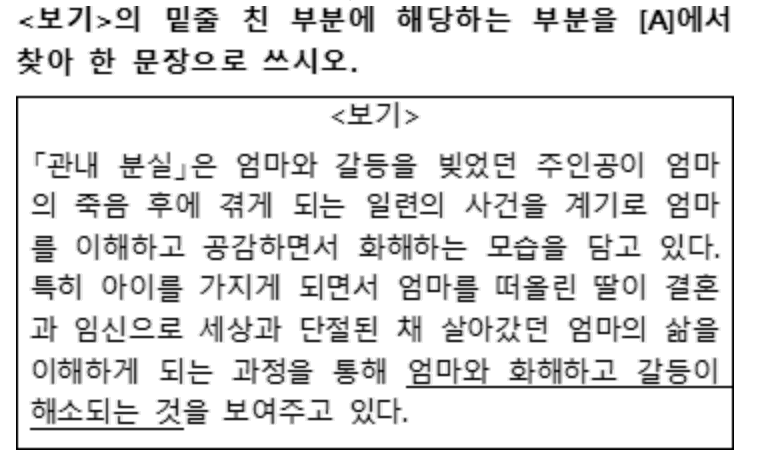 <보기>의 밑줄 친 부분에 해당하는 부분을 [A]에서
찾아 한 문장으로 쓰시오.
<보기>
「관내 분실」은 엄마와 갈등을 빚었던 주인공이 엄마
의 죽음 후에 겪게 되는 일련의 사건을 계기로 엄마
를 이해하고 공감하면서 화해하는 모습을 담고 있다.
특히 아이를 가지게 되면서 엄마를 떠올린 딸이 결혼
과 임신으로 세상과 단절된 채 살아갔던 엄마의 삶을
이해하게 되는 과정을 통해 엄마와 화해하고 갈등이
해소되는 것을 보여주고 있다.